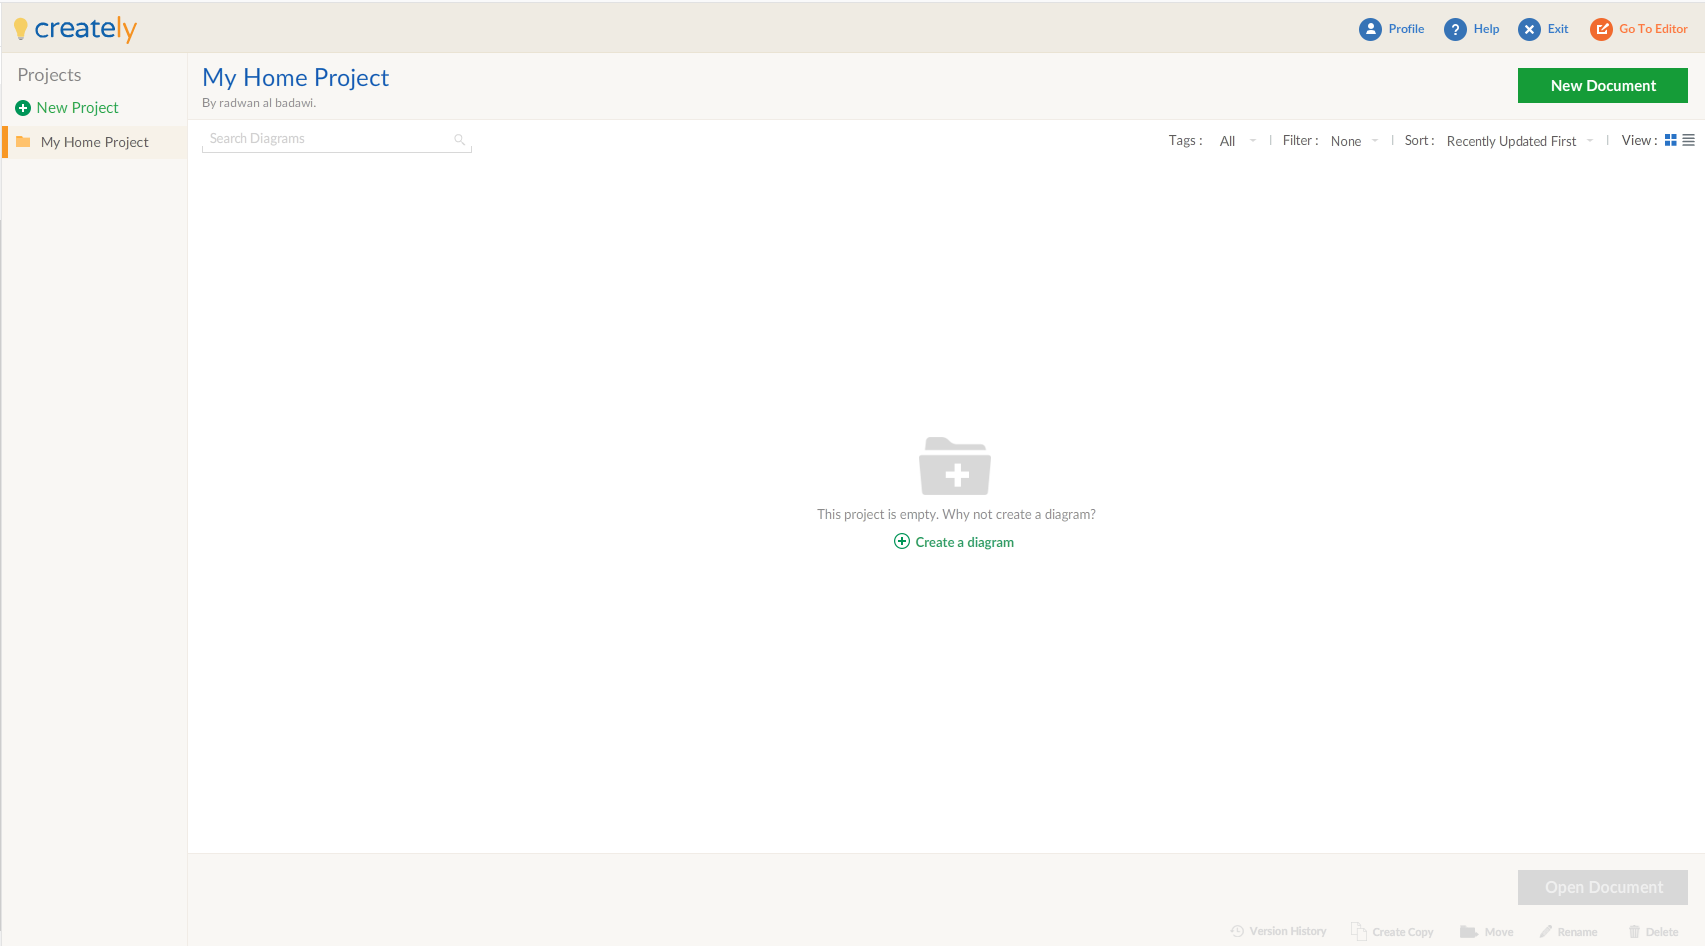 creately
Profile Help Exit Go To Editor
Projects
New Project
My Home Project
My Home Project
By radwan al badawi.
New Document
Search Diagrams
Tags : All Filter : None Sort : Recently Updated First View :
This project is empty. Why not create a diagram?
Create a diagram
Open Document
Version History Create Copy Move Rename Delete